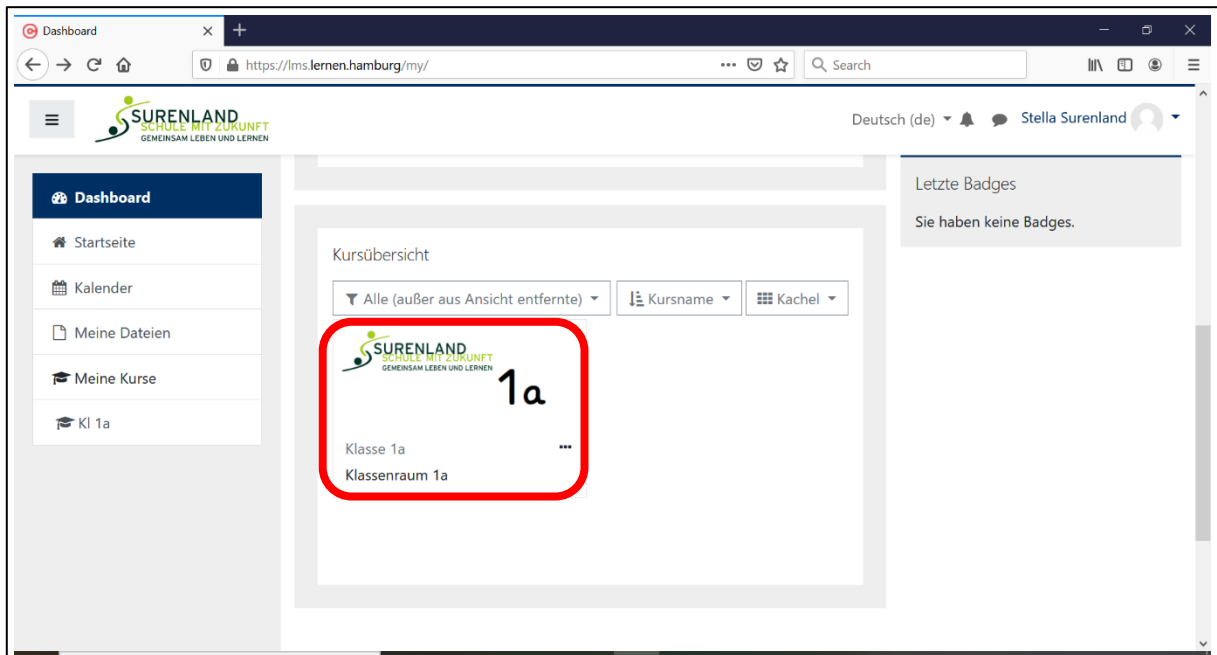 Dashboard
https://lms.lernen.hamburg/my/
Search
SURENLAND
SCHULE MIT ZUKUNFT
GEMEINSAM LEBEN UND LERNEN
Deutsch (de)
Stella Surenland
Dashboard
Startseite
Kalender
Meine Dateien
Meine Kurse
Kl 1a
Kursübersicht
Alle (außer aus Ansicht entfernte)
Kursname
Kachel
SURENLAND
SCHULE MIT ZUKUNFT
GEMEINSAM LEBEN UND LERNEN
1a
Klasse 1a
Klassenraum 1a
Letzte Badges
Sie haben keine Badges.